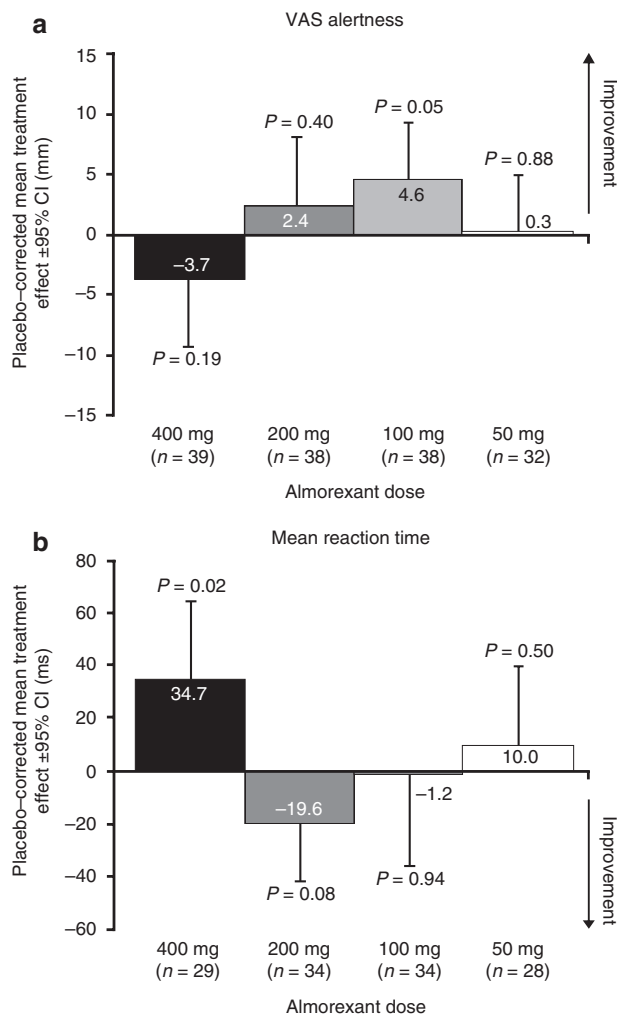 a
VAS alertness
Placebo–corrected mean treatment
effect ±95% CI (mm)
15
10
5
0
–5
–10
–15
P = 0.40
P = 0.05
P = 0.88
2.4
4.6
0.3
–3.7
P = 0.19
Improvement
400 mg
(n = 39)
200 mg
(n = 38)
100 mg
(n = 38)
50 mg
(n = 32)
Almorexant dose
b
Mean reaction time
Placebo–corrected mean treatment
effect ±95% CI (ms)
80
60
40
20
0
–20
–40
–60
P = 0.02
P = 0.50
34.7
10.0
–19.6
–1.2
P = 0.08
P = 0.94
Improvement
400 mg
(n = 29)
200 mg
(n = 34)
100 mg
(n = 34)
50 mg
(n = 28)
Almorexant dose